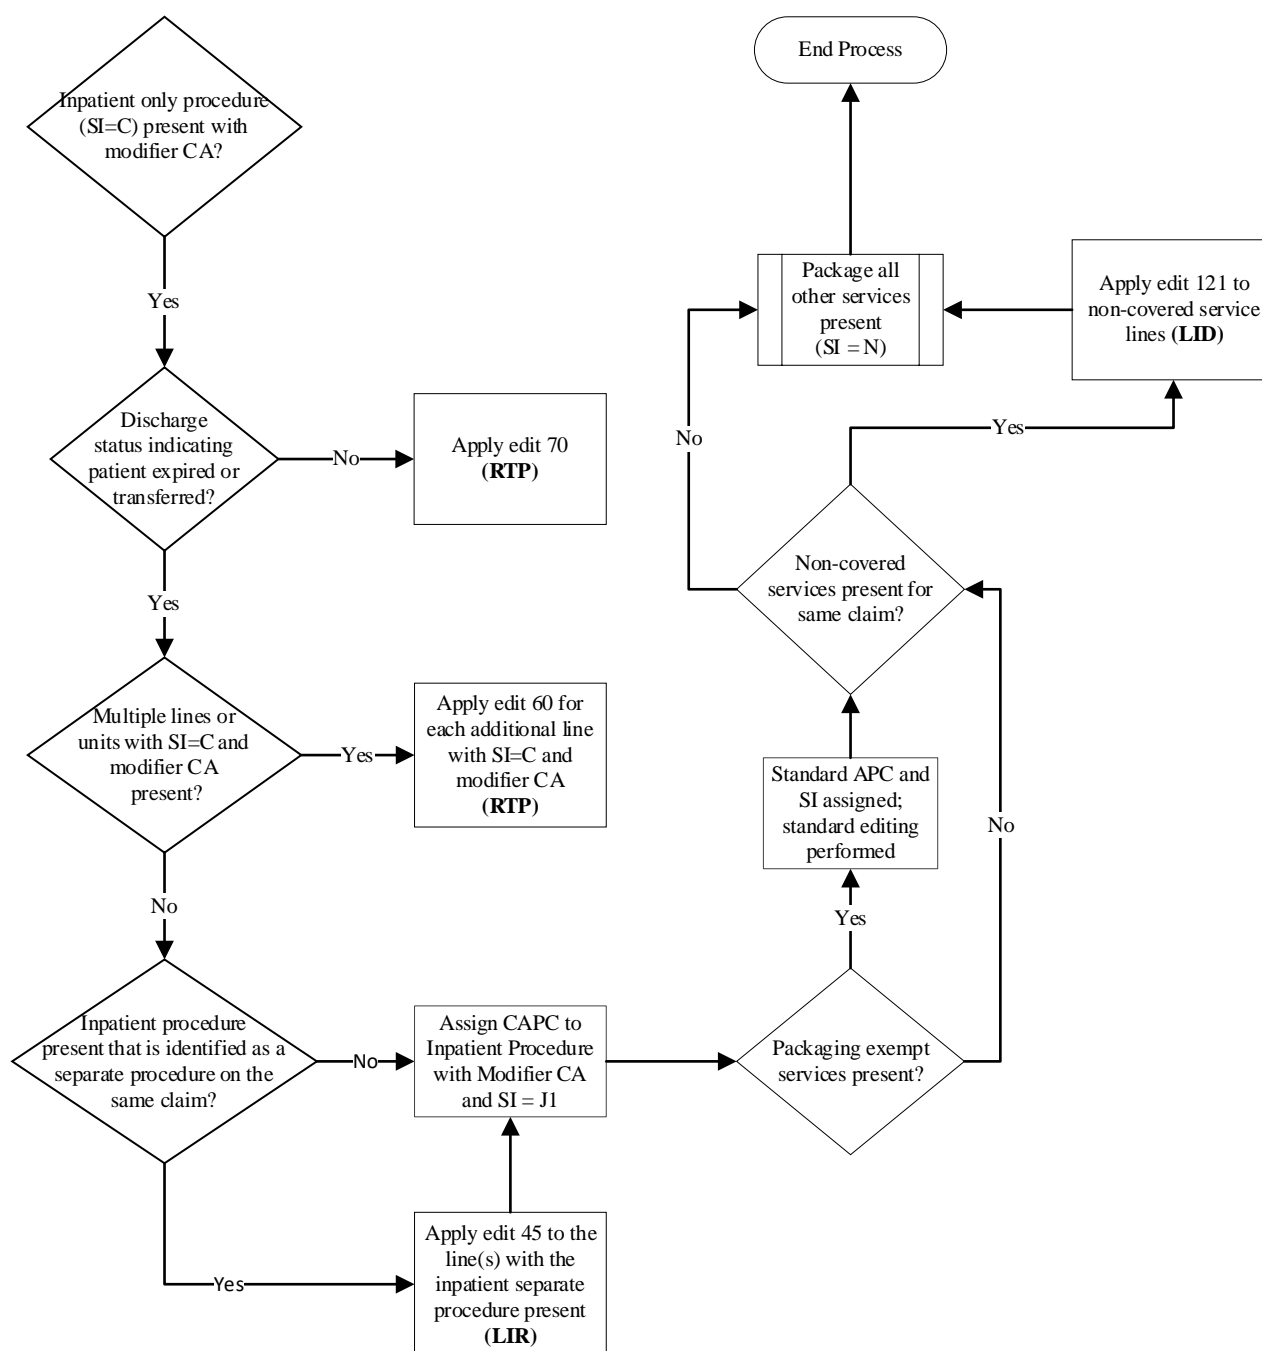 Inpatient only procedure
(SI=C) present with
modifier CA?
Yes
Discharge
status indicating
patient expired or
transferred?
No
Apply edit 70
(RTP)
Yes
Multiple lines or
units with SI=C and
modifier CA
present?
Yes
Apply edit 60 for
each additional line
with SI=C and
modifier CA
(RTP)
No
Inpatient procedure
present that is identified as a
separate procedure on the
same claim?
No
Assign CAPC to
Inpatient Procedure
with Modifier CA
and SI = J1
Yes
Apply edit 45 to the
line(s) with the
inpatient separate
procedure present
(LIR)
Packaging exempt
services present?
Yes
No
Standard APC and
SI assigned;
standard editing
performed
Non-covered
services present for
same claim?
No
Yes
Apply edit 121 to
non-covered service
lines (LID)
Package all
other services
present
(SI = N)
End Process